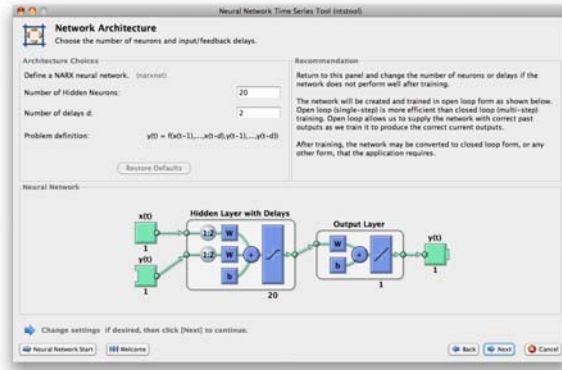 Neural Network Time Series Tool (ntstool)
Network Architecture
Choose the number of neurons and input/feedback delays.
Architecture Choices
Define a NARX neural network. (narxnet)
Number of Hidden Neurons: 20
Number of delays d: 2
Problem definition: y(t) = f(x(t-1),...,x(t-d),y(t-1),...,y(t-d))
Restore Defaults
Recommendation
Return to this panel and change the number of neurons or delays if the
network does not perform well after training.
The network will be created and trained in open loop form as shown below.
Open loop (single-step) is more efficient than closed loop (multi-step)
training. Open loop allows us to supply the network with correct past
outputs as we train it to produce the correct current outputs.
After training, the network may be converted to closed loop form, or any
other form, that the application requires.
Neural Network
Hidden Layer with Delays
Output Layer
x(t)
1
y(t)
1
1:2
W
1:2
W
b
+
20
W
b
+
1
y(t)
1
Change settings if desired, then click [Next] to continue.
Neural Network Start
Welcome
Back
Next
Cancel